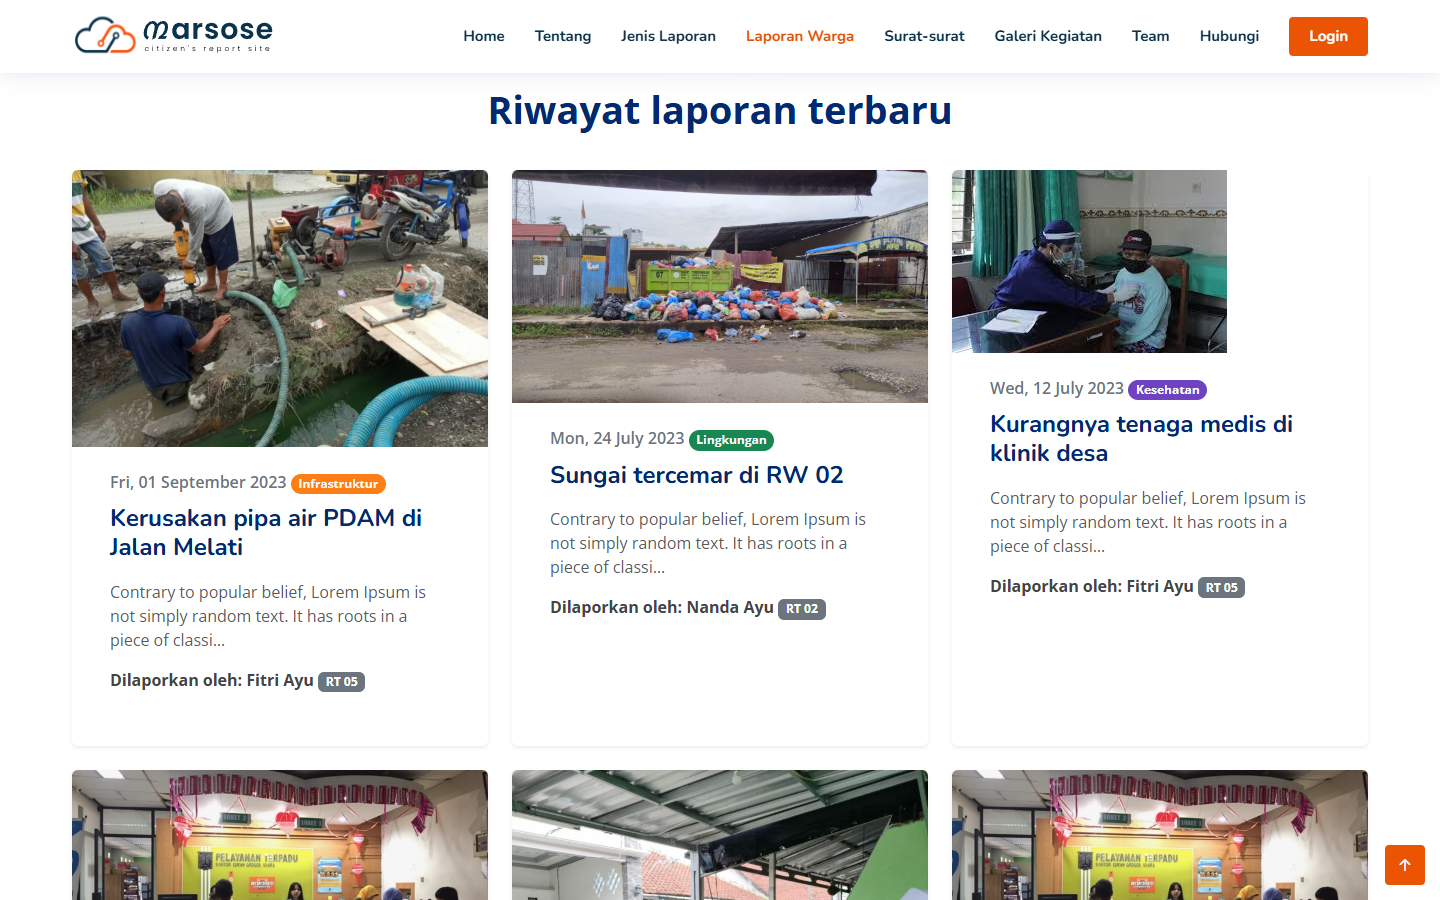 marsose
citizen's report site
Home
Tentang
Jenis Laporan
Laporan Warga
Surat-surat
Galeri Kegiatan
Team
Hubungi
Login
Riwayat laporan terbaru
Fri, 01 September 2023 Infrastruktur
Kerusakan pipa air PDAM di
Jalan Melati
Contrary to popular belief, Lorem Ipsum is
not simply random text. It has roots in a
piece of classi...
Dilaporkan oleh: Fitri Ayu RT 05
Mon, 24 July 2023 Lingkungan
Sungai tercemar di RW 02
Contrary to popular belief, Lorem Ipsum is
not simply random text. It has roots in a
piece of classi...
Dilaporkan oleh: Nanda Ayu RT 02
Wed, 12 July 2023 Kesehatan
Kurangnya tenaga medis di
klinik desa
Contrary to popular belief, Lorem Ipsum is
not simply random text. It has roots in a
piece of classi...
Dilaporkan oleh: Fitri Ayu RT 05
PELAYANAN TERPADU
PELAYANAN TERPADU